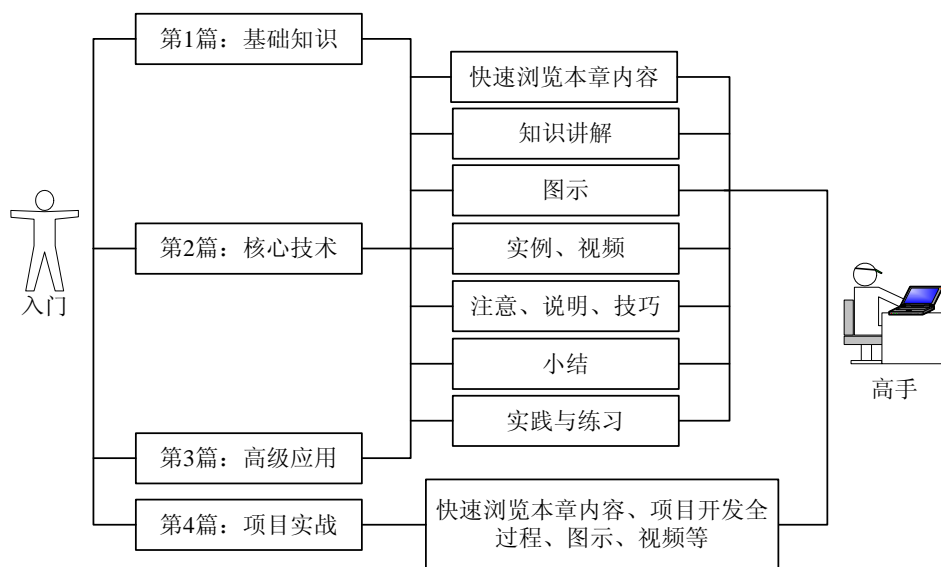 第1篇：基础知识
快速浏览本章内容
知识讲解
图示
第2篇：核心技术
实例、视频
入门
注意、说明、技巧
小结
高手
实践与练习
第3篇：高级应用
第4篇：项目实战
快速浏览本章内容、项目开发全
过程、图示、视频等